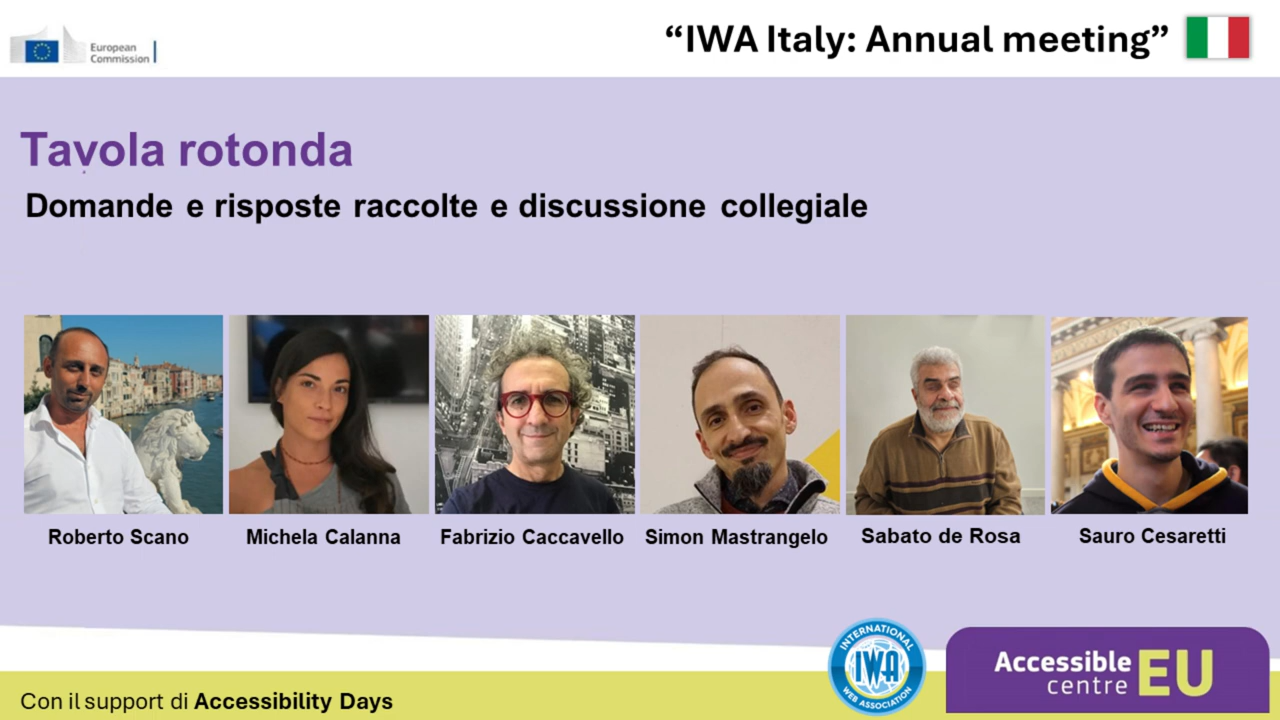 European
Commission
“IWA Italy: Annual meeting”
Tavola rotonda
Domande e risposte raccolte e discussione collegiale
Roberto Scano
Michela Calanna
Fabrizio Caccavello
Simon Mastrangelo
Sabato de Rosa
Sauro Cesaretti
INTERNATIONAL
IWA
WEB ASSOCIATION
Accessible
centre
EU
Con il support di Accessibility Days